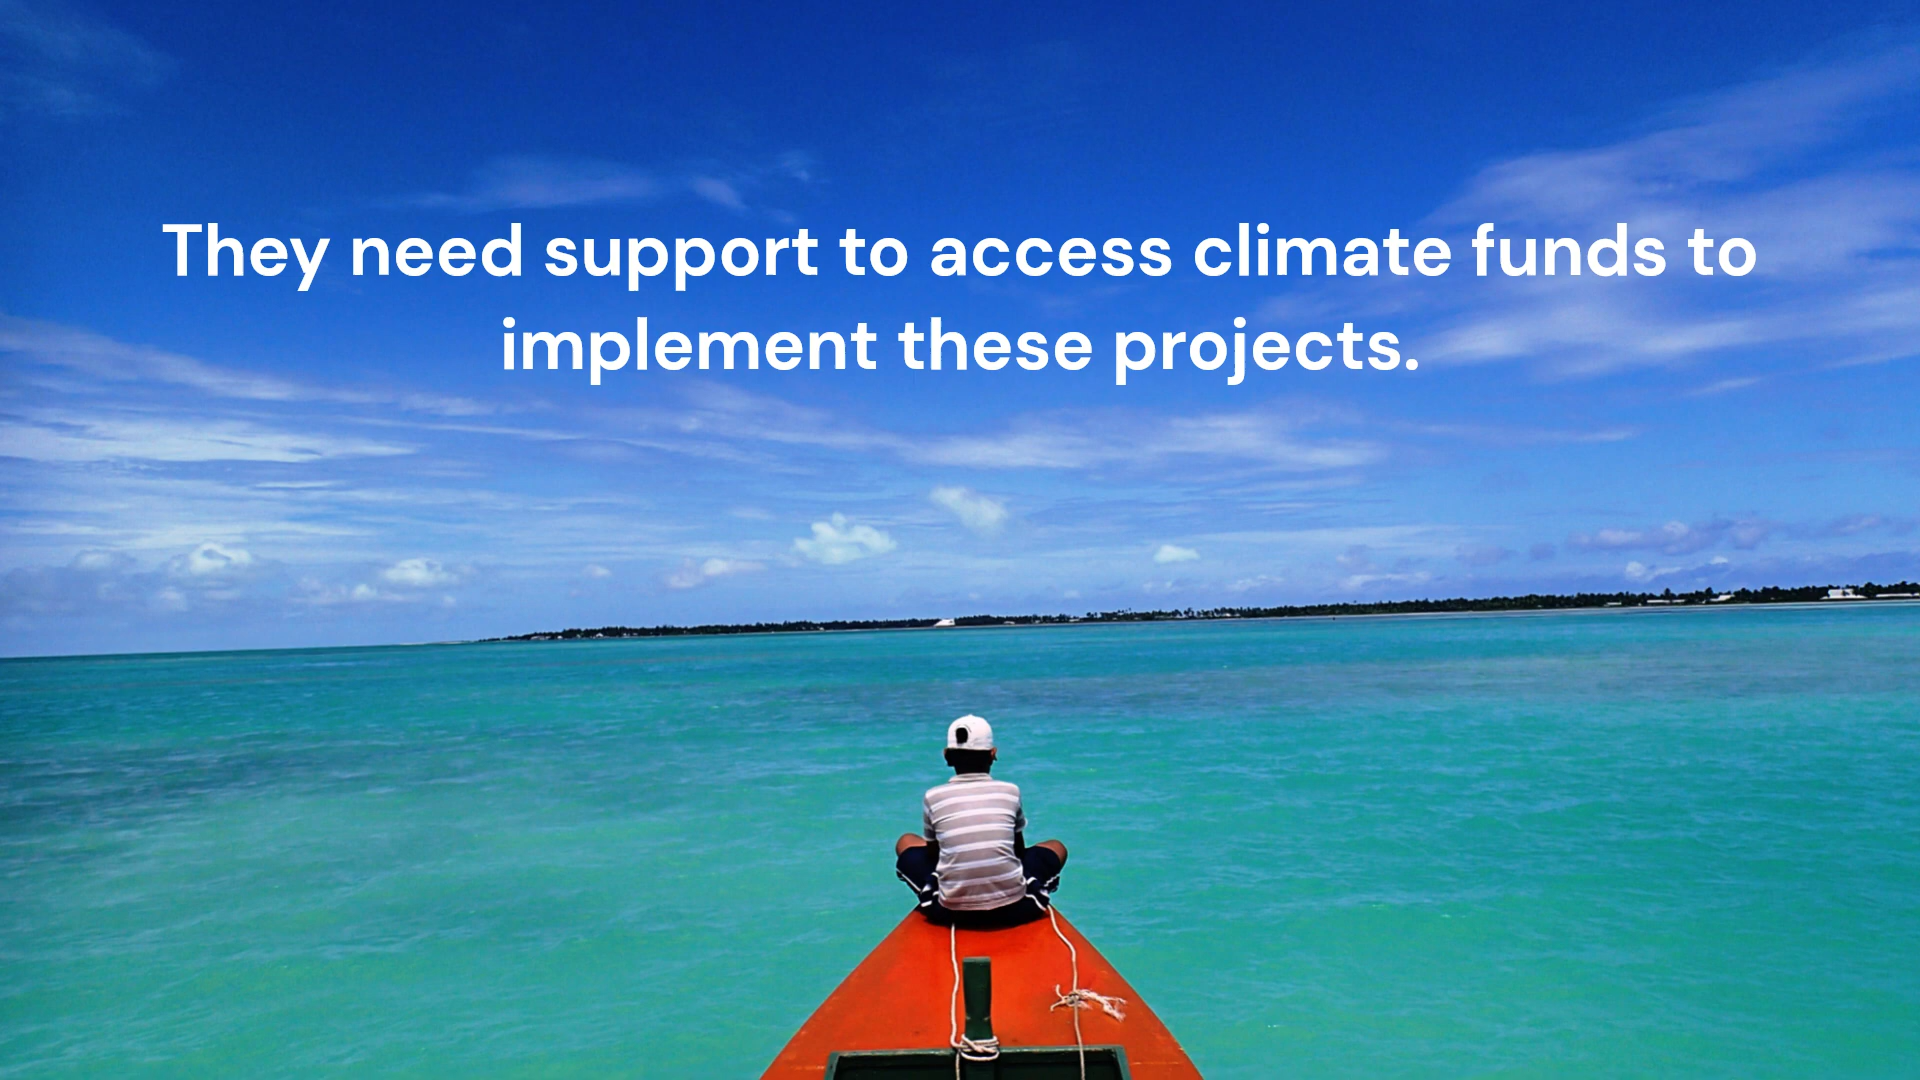 They need support to access climate funds to
implement these projects.